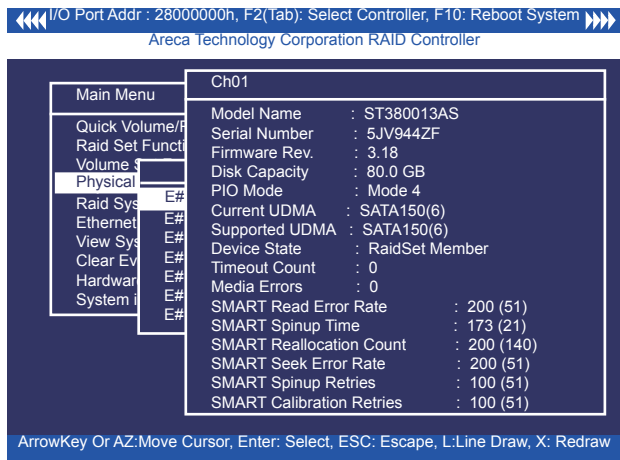 I/O Port Addr : 28000000h, F2(Tab): Select Controller, F10: Reboot System
Areca Technology Corporation RAID Controller
Main Menu
Quick Volume/
Raid Set Functi
Volume
Physical
Raid Sys
Ethernet
View Sys
Clear Ev
Hardwar
System i
E#
E#
E#
E#
E#
E#
E#
Ch01
Model Name : ST380013AS
Serial Number : 5JV944ZF
Firmware Rev. : 3.18
Disk Capacity : 80.0 GB
PIO Mode : Mode 4
Current UDMA : SATA150(6)
Supported UDMA : SATA150(6)
Device State : RaidSet Member
Timeout Count : 0
Media Errors : 0
SMART Read Error Rate : 200 (51)
SMART Spinup Time : 173 (21)
SMART Reallocation Count : 200 (140)
SMART Seek Error Rate : 200 (51)
SMART Spinup Retries : 100 (51)
SMART Calibration Retries : 100 (51)
ArrowKey Or AZ:Move Cursor, Enter: Select, ESC: Escape, L:Line Draw, X: Redraw